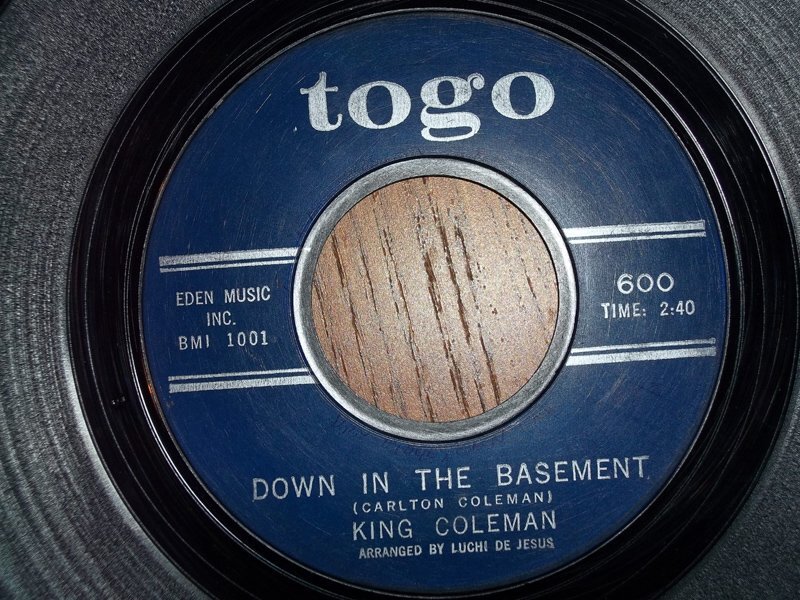 togo
EDEN MUSIC
INC.
BMI 1001
600
TIME: 2:40
DOWN IN THE BASEMENT
(CARLTON COLEMAN)
KING COLEMAN
ARRANGED BY LUCHI DE JESUS